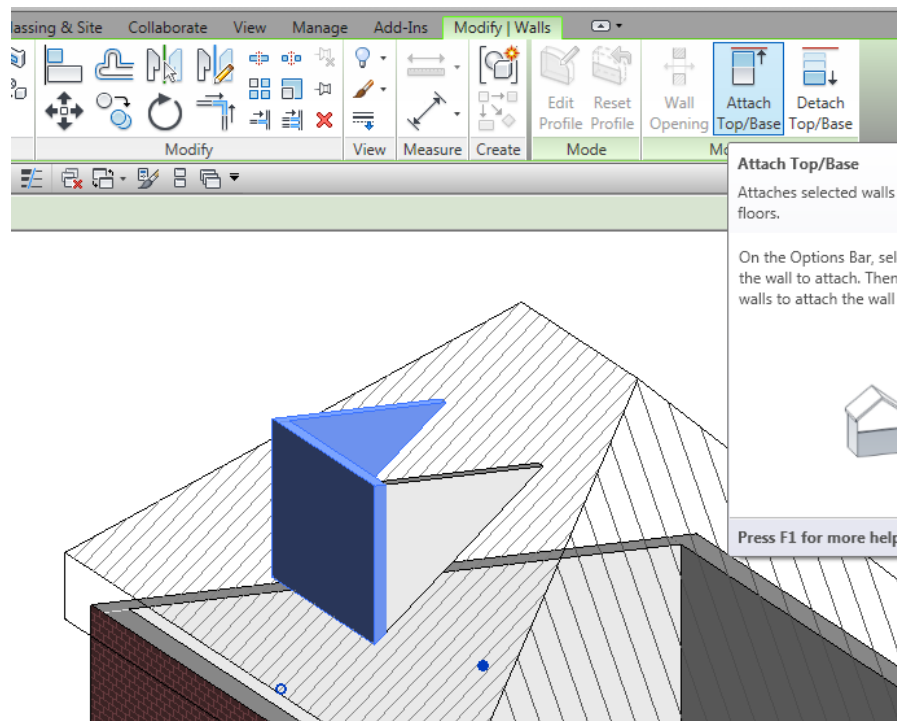 Massing & Site Collaborate View Manage Add-Ins Modify | Walls
Edit Profile
Reset Profile
Wall Opening
Attach Top/Base
Detach Top/Base
Modify View Measure Create Mode
Attach Top/Base
Attaches selected walls
floors.
On the Options Bar, sel
the wall to attach. Then
walls to attach the wall
Press F1 for more help